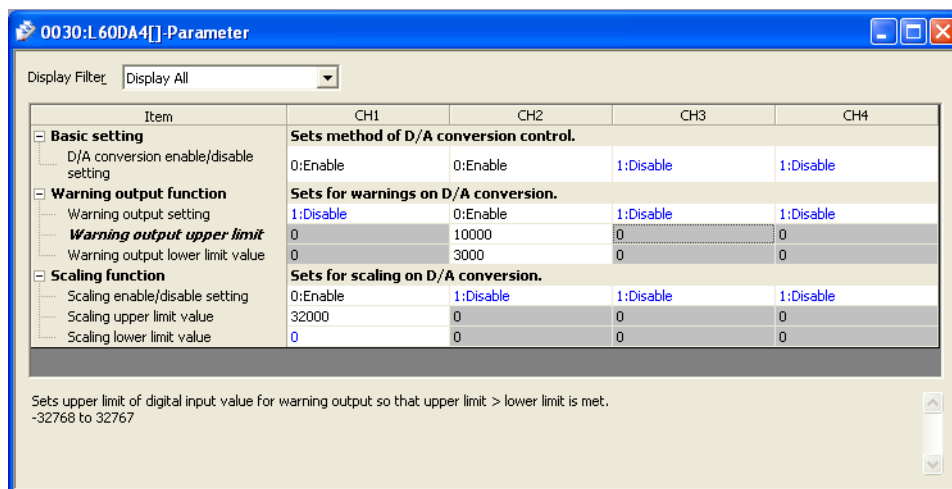 0030:L60DA4[]-Parameter
Display Filter Display All
Item CH1 CH2 CH3 CH4
Basic setting Sets method of D/A conversion control.
D/A conversion enable/disable
setting 0:Enable 0:Enable 1:Disable 1:Disable
Warning output function Sets for warnings on D/A conversion.
Warning output setting 1:Disable 0:Enable 1:Disable 1:Disable
Warning output upper limit 0 10000 0 0
Warning output lower limit value 0 3000 0 0
Scaling function Sets for scaling on D/A conversion.
Scaling enable/disable setting 0:Enable 1:Disable 1:Disable 1:Disable
Scaling upper limit value 32000 0 0 0
Scaling lower limit value 0 0 0 0
Sets upper limit of digital input value for warning output so that upper limit > lower limit is met.
-32768 to 32767